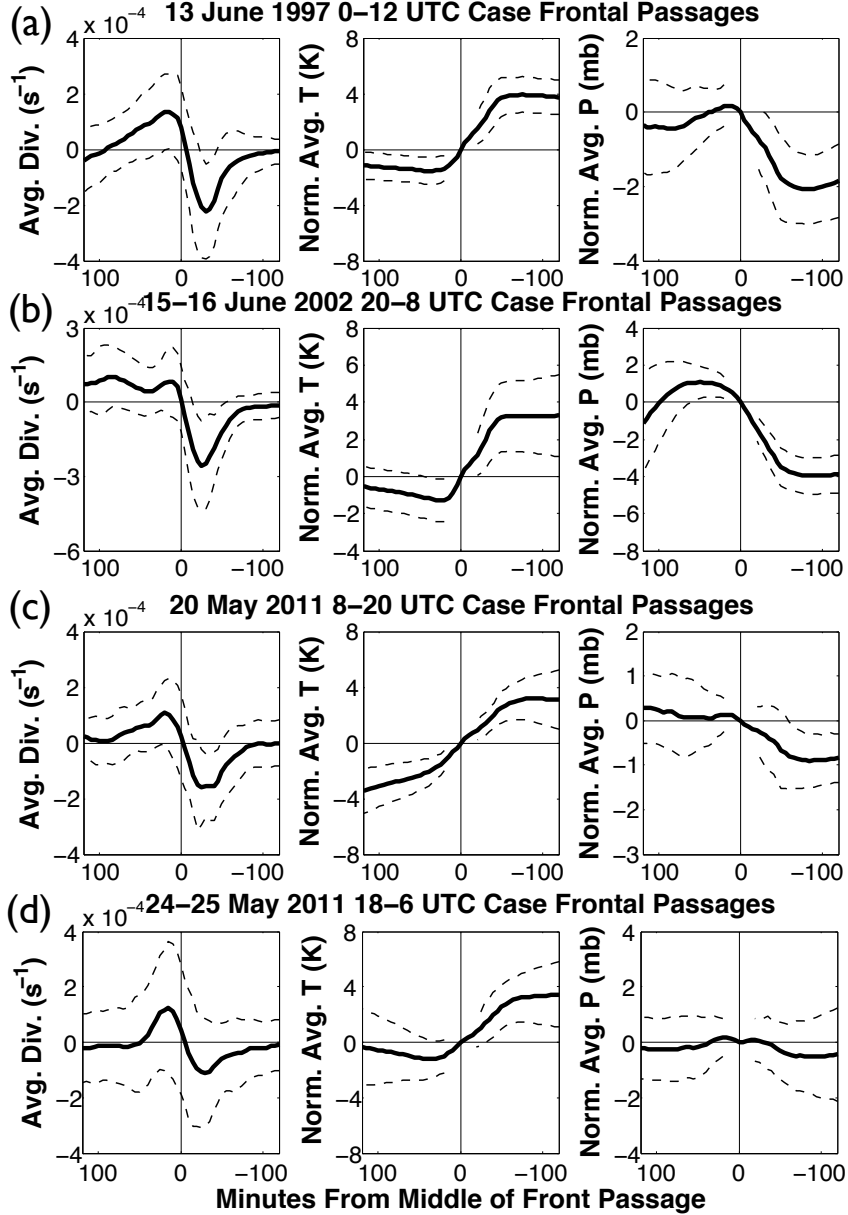 (a) 13 June 1997 0–12 UTC Case Frontal Passages
x 10⁻⁴
Avg. Div. (s⁻¹)
4
2
0
−2
−4
100 0 −100
Norm. Avg. T (K)
8
4
0
−4
−8
100 0 −100
Norm. Avg. P (mb)
2
0
−2
−4
100 0 −100
(b) x 10⁻⁴ 15–16 June 2002 20–8 UTC Case Frontal Passages
Avg. Div. (s⁻¹)
3
0
−3
−6
100 0 −100
Norm. Avg. T (K)
8
6
4
2
0
−2
−4
100 0 −100
Norm. Avg. P (mb)
4
2
0
−2
−4
−6
−8
100 0 −100
(c) 20 May 2011 8–20 UTC Case Frontal Passages
x 10⁻⁴
Avg. Div. (s⁻¹)
4
2
0
−2
−4
100 0 −100
Norm. Avg. T (K)
8
4
0
−4
−8
100 0 −100
Norm. Avg. P (mb)
2
1
0
−1
−2
−3
100 0 −100
(d) x 10⁻⁴ 24–25 May 2011 18–6 UTC Case Frontal Passages
Avg. Div. (s⁻¹)
4
2
0
−2
−4
100 0 −100
Norm. Avg. T (K)
8
4
0
−4
−8
100 0 −100
Norm. Avg. P (mb)
4
2
0
−2
−4
100 0 −100
Minutes From Middle of Front Passage